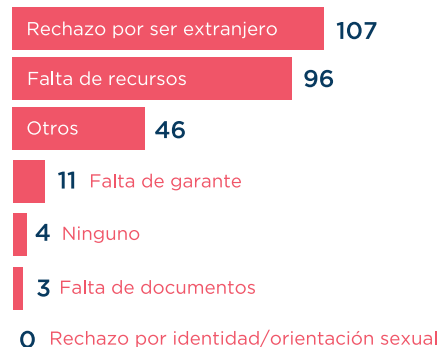 Rechazo por ser extranjero 107
Falta de recursos 96
Otros 46
11 Falta de garante
4 Ninguno
3 Falta de documentos
0 Rechazo por identidad/orientación sexual